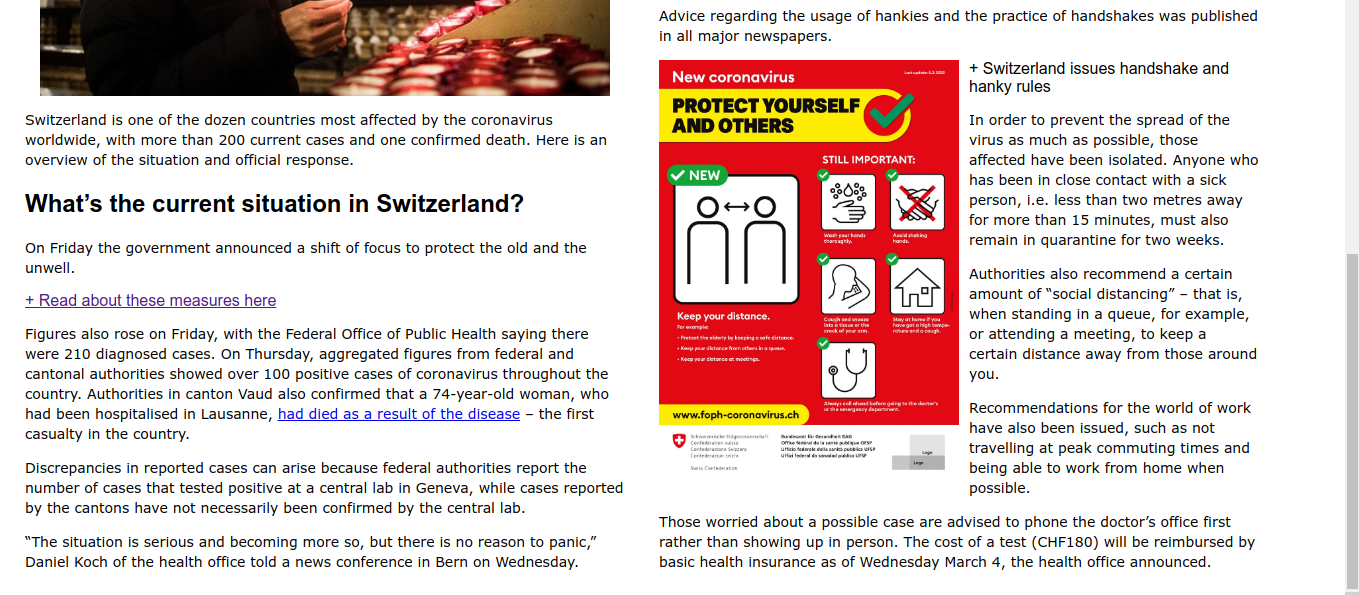 Switzerland is one of the dozen countries most affected by the coronavirus
worldwide, with more than 200 current cases and one confirmed death. Here is an
overview of the situation and official response.
What’s the current situation in Switzerland?
On Friday the government announced a shift of focus to protect the old and the
unwell.
+ Read about these measures here
Figures also rose on Friday, with the Federal Office of Public Health saying there
were 210 diagnosed cases. On Thursday, aggregated figures from federal and
cantonal authorities showed over 100 positive cases of coronavirus throughout the
country. Authorities in canton Vaud also confirmed that a 74-year-old woman, who
had been hospitalised in Lausanne, had died as a result of the disease – the first
casualty in the country.
Discrepancies in reported cases can arise because federal authorities report the
number of cases that tested positive at a central lab in Geneva, while cases reported
by the cantons have not necessarily been confirmed by the central lab.
“The situation is serious and becoming more so, but there is no reason to panic,”
Daniel Koch of the health office told a news conference in Bern on Wednesday.
Advice regarding the usage of hankies and the practice of handshakes was published
in all major newspapers.
New coronavirus
Last update: 5.3.2020
PROTECT YOURSELF
AND OTHERS
STILL IMPORTANT:
NEW
Wash your hands
thoroughly.
Avoid shaking
hands.
Keep your distance.
For example:
• Protect the elderly by keeping a safe distance.
• Keep your distance from others in a queue.
• Keep your distance at meetings.
Cough and sneeze
into a tissue or the
crook of your arm.
Stay at home if you
have got a high tempe-
rature and a cough.
Always call ahead before going to the doctor's
or the emergency department.
www.foph-coronavirus.ch
Schweizerische Eidgenossenschaft
Confédération suisse
Confederazione Svizzera
Confederaziun svizra
Swiss Confederation
Bundesamt für Gesundheit BAG
Office fédéral de la santé publique OFSP
Ufficio federale della sanità pubblica UFSP
Uffizi federal da sanadad publica UFSP
Logo
Logo
+ Switzerland issues handshake and
hanky rules
In order to prevent the spread of the
virus as much as possible, those
affected have been isolated. Anyone who
has been in close contact with a sick
person, i.e. less than two metres away
for more than 15 minutes, must also
remain in quarantine for two weeks.
Authorities also recommend a certain
amount of “social distancing” – that is,
when standing in a queue, for example,
or attending a meeting, to keep a
certain distance away from those around
you.
Recommendations for the world of work
have also been issued, such as not
travelling at peak commuting times and
being able to work from home when
possible.
Those worried about a possible case are advised to phone the doctor’s office first
rather than showing up in person. The cost of a test (CHF180) will be reimbursed by
basic health insurance as of Wednesday March 4, the health office announced.